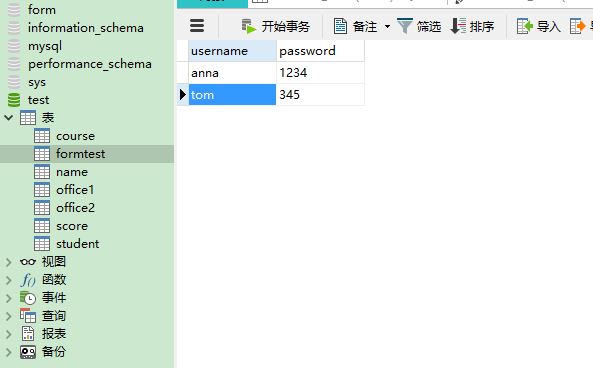 form
information_schema
mysql
performance_schema
sys
test
表
course
formtest
name
office1
office2
score
student
视图
函数
事件
查询
报表
备份
开始事务 备注 筛选 排序 导入
username password
anna 1234
tom 345